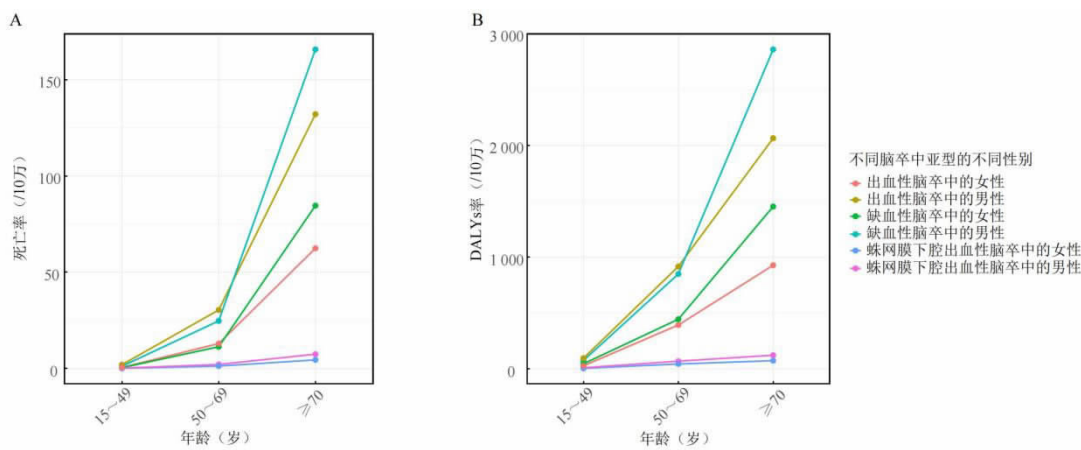 A
死亡率（/10万）
150
100
50
0
15～49
50～69
≥70
年龄（岁）
B
DALYs率（/10万）
3 000
2 000
1 000
0
15～49
50～69
≥70
年龄（岁）
不同脑卒中亚型的不同性别
出血性脑卒中的女性
出血性脑卒中的男性
缺血性脑卒中的女性
缺血性脑卒中的男性
蛛网膜下腔出血性脑卒中的女性
蛛网膜下腔出血性脑卒中的男性